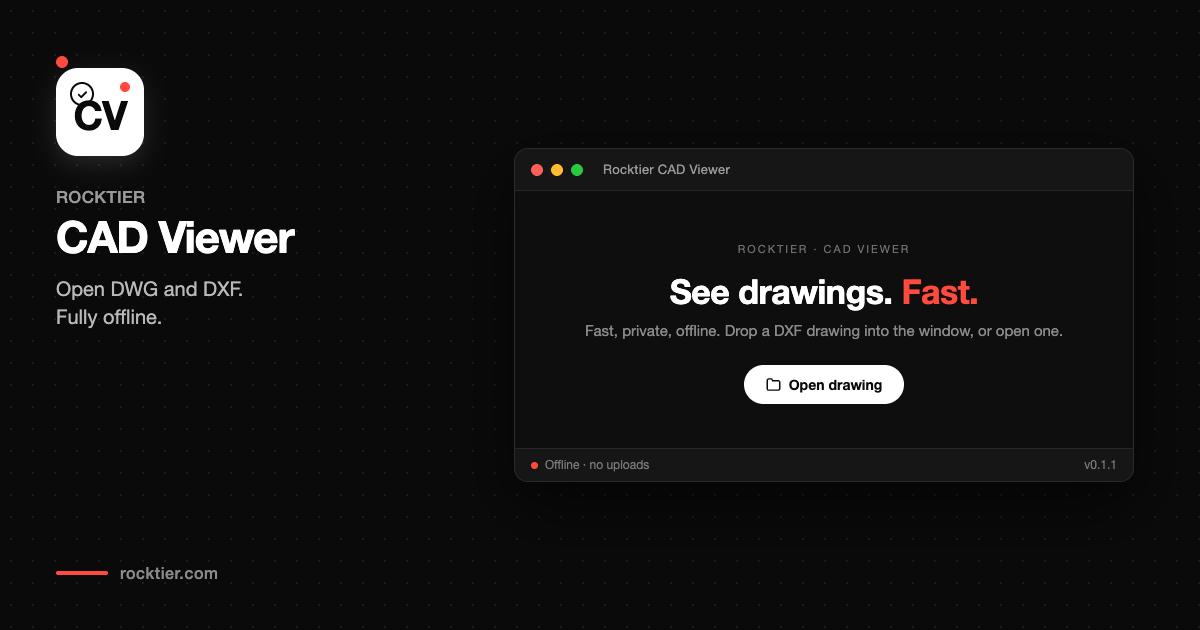 CV
ROCKTIER
CAD Viewer
Open DWG and DXF.
Fully offline.
rocktier.com
Rocktier CAD Viewer
ROCKTIER · CAD VIEWER
See drawings. Fast.
Fast, private, offline. Drop a DXF drawing into the window, or open one.
Open drawing
Offline · no uploads
v0.1.1